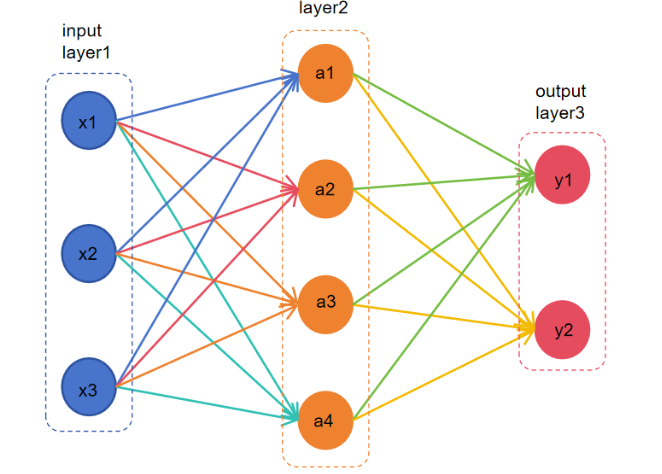 input
layer1
x1
x2
x3
layer2
a1
a2
a3
a4
output
layer3
y1
y2